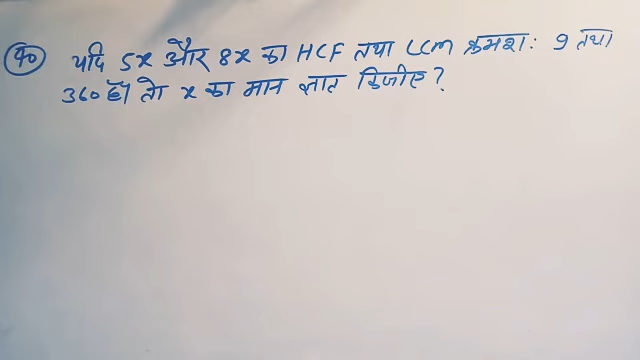 40 यदि 5x और 8x का HCF तथा LCM क्रमश: 9 तथा
360 हों तो x का मान ज्ञात किजीए?